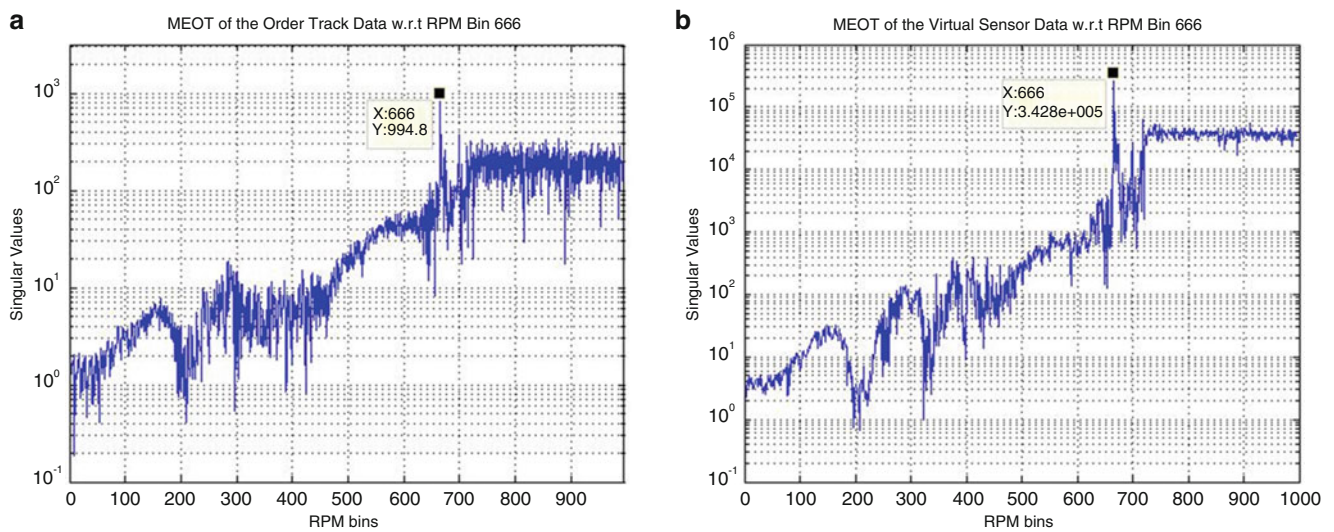 a
MEOT of the Order Track Data w.r.t RPM Bin 666
10^3
10^2
10^1
10^0
10^-1
Singular Values
X:666
Y:994.8
0 100 200 300 400 500 600 700 800 900
RPM bins
b
MEOT of the Virtual Sensor Data w.r.t RPM Bin 666
10^6
10^5
10^4
10^3
10^2
10^1
10^0
10^-1
Singular Values
X:666
Y:3.428e+005
0 100 200 300 400 500 600 700 800 900 1000
RPM bins